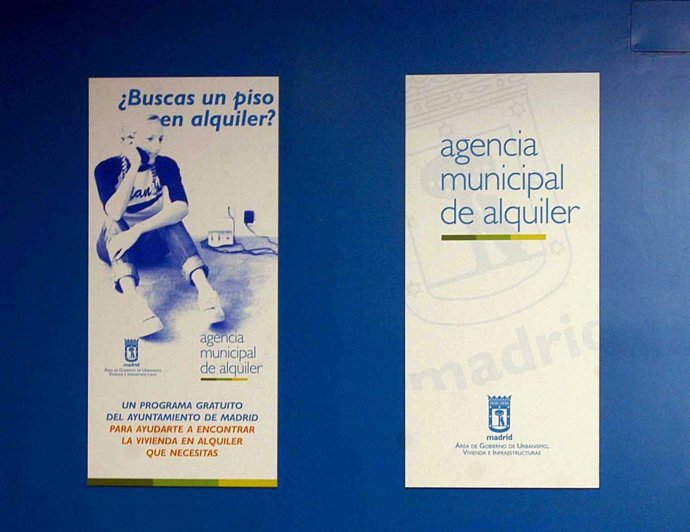 ¿Buscas un piso
en alquiler?
agencia
municipal
de alquiler
madrid
ÁREA DE GOBIERNO DE URBANISMO,
VIVIENDA E INFRAESTRUCTURAS
UN PROGRAMA GRATUITO
DEL AYUNTAMIENTO DE MADRID
PARA AYUDARTE A ENCONTRAR
LA VIVIENDA EN ALQUILER
QUE NECESITAS
agencia
municipal
de alquiler
madrid
madrid
ÁREA DE GOBIERNO DE URBANISMO,
VIVIENDA E INFRAESTRUCTURAS